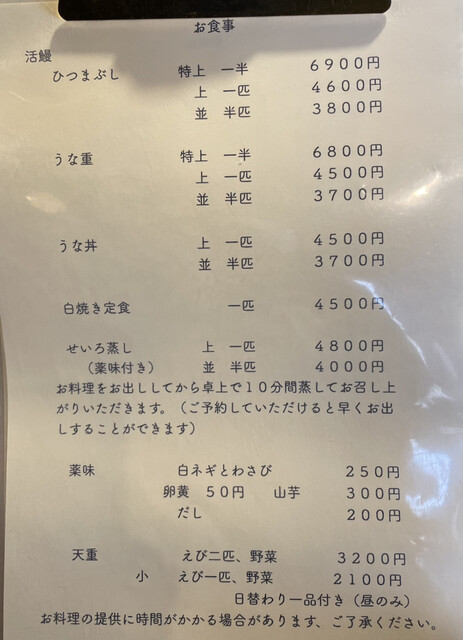 お食事
活鰻
ひつまぶし 特上 一半 6900円
上 一匹 4600円
並 半匹 3800円
うな重 特上 一半 6800円
上 一匹 4500円
並 半匹 3700円
うな丼 上 一匹 4500円
並 半匹 3700円
白焼き定食 一匹 4500円
せいろ蒸し 上 一匹 4800円
（薬味付き） 並 半匹 4000円
お料理をお出ししてから卓上で10分間蒸してお召し上
がりいただきます。（ご予約していただけると早くお出
しすることができます）
薬味 白ネギとわさび 250円
卵黄 50円 山芋 300円
だし 200円
天重 えび二匹、野菜 3200円
小 えび一匹、野菜 2100円
日替わり一品付き（昼のみ）
お料理の提供に時間がかかる場合があります、ご了承ください。